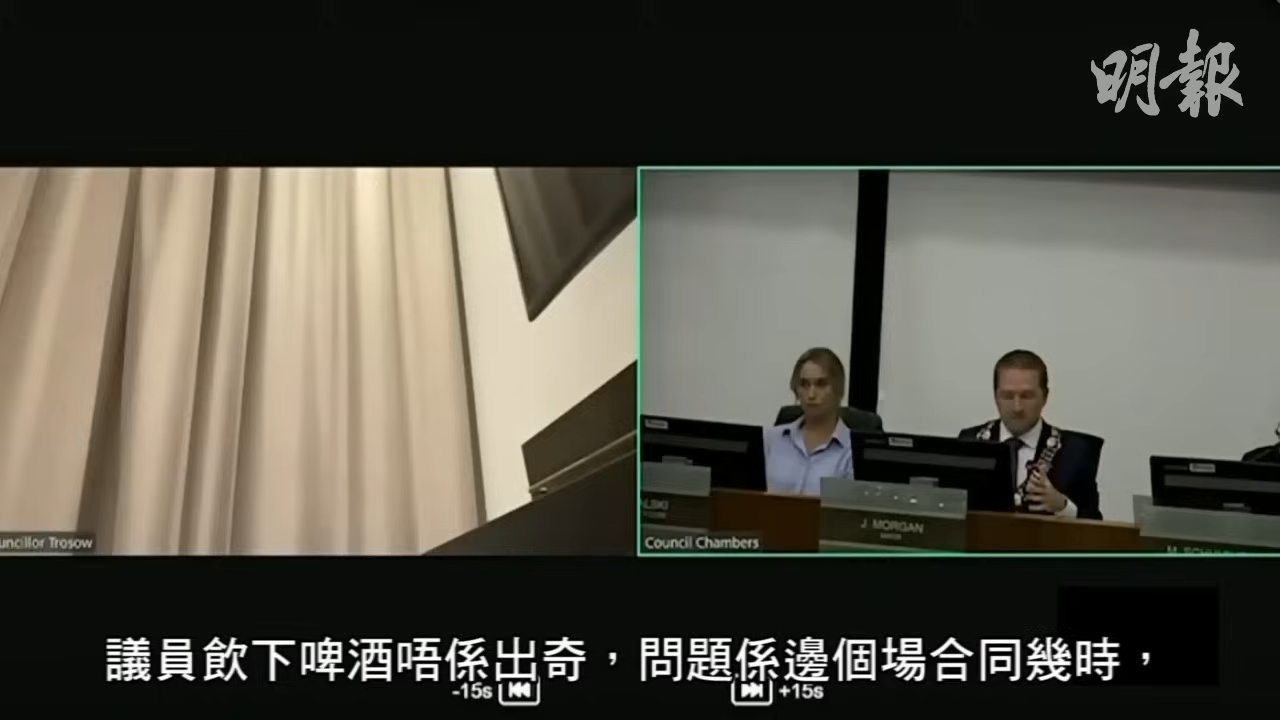 明報
uncillor Trosow
Council Chambers
J. MORGAN
議員飲下啤酒唔係出奇，問題係邊個場合同幾時，
-15s
+15s